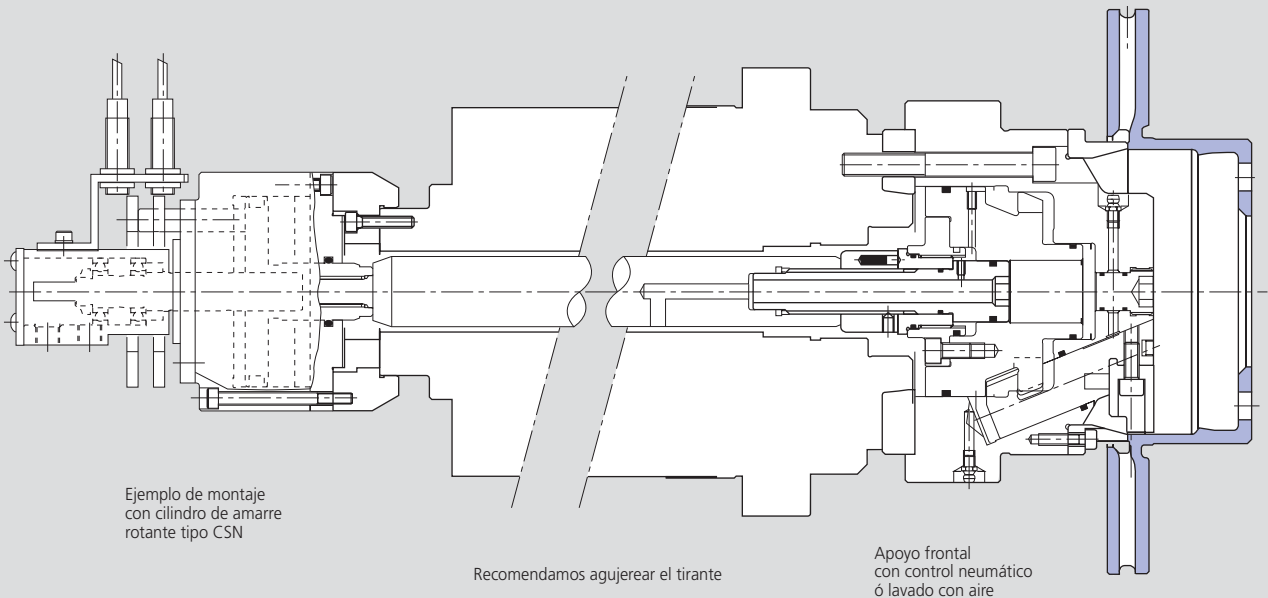 Ejemplo de montaje
con cilindro de amarre
rotante tipo CSN
Recomendamos agujerear el tirante
Apoyo frontal
con control neumático
ó lavado con aire